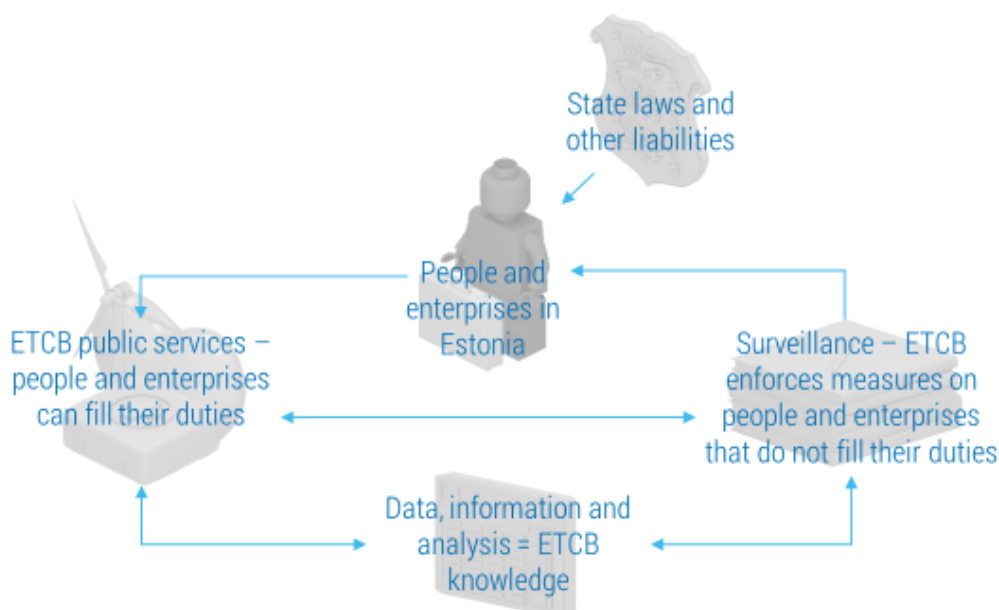 State laws and
other liabilities
People and
enterprises in
Estonia
ETCB public services –
people and enterprises
can fill their duties
Surveillance – ETCB
enforces measures on
people and enterprises
that do not fill their duties
Data, information and
analysis = ETCB
knowledge